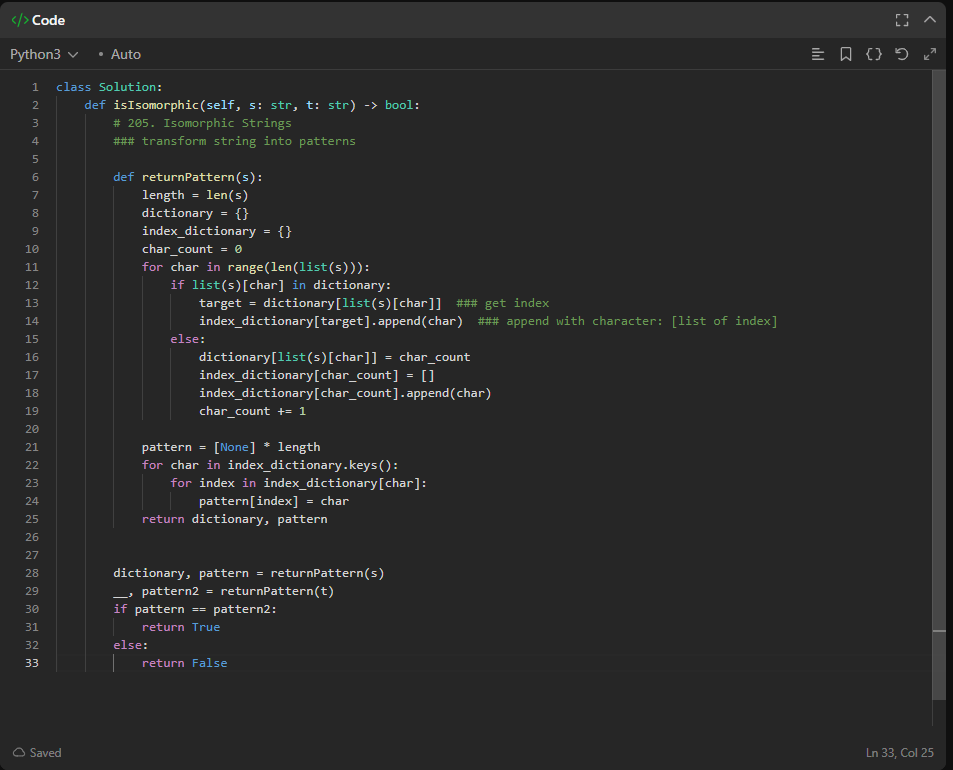 </> Code
Python3 • Auto
1 class Solution:
2     def isIsomorphic(self, s: str, t: str) -> bool:
3         # 205. Isomorphic Strings
4         ### transform string into patterns
5
6         def returnPattern(s):
7             length = len(s)
8             dictionary = {}
9             index_dictionary = {}
10             char_count = 0
11             for char in range(len(list(s))):
12                 if list(s)[char] in dictionary:
13                     target = dictionary[list(s)[char]]  ### get index
14                     index_dictionary[target].append(char)  ### append with character: [list of index]
15                 else:
16                     dictionary[list(s)[char]] = char_count
17                     index_dictionary[char_count] = []
18                     index_dictionary[char_count].append(char)
19                     char_count += 1
20
21             pattern = [None] * length
22             for char in index_dictionary.keys():
23                 for index in index_dictionary[char]:
24                     pattern[index] = char
25             return dictionary, pattern
26
27
28         dictionary, pattern = returnPattern(s)
29         __, pattern2 = returnPattern(t)
30         if pattern == pattern2:
31             return True
32         else:
33             return False
Saved
Ln 33, Col 25